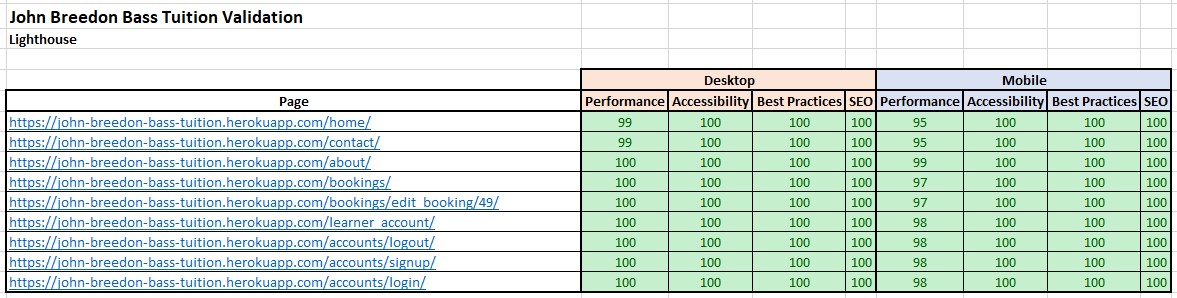 John Breedon Bass Tuition Validation
Lighthouse
Desktop Mobile
Page Performance Accessibility Best Practices SEO Performance Accessibility Best Practices SEO
https://john-breedon-bass-tuition.herokuapp.com/home/ 99 100 100 100 95 100 100 100
https://john-breedon-bass-tuition.herokuapp.com/contact/ 99 100 100 100 95 100 100 100
https://john-breedon-bass-tuition.herokuapp.com/about/ 100 100 100 100 99 100 100 100
https://john-breedon-bass-tuition.herokuapp.com/bookings/ 100 100 100 100 97 100 100 100
https://john-breedon-bass-tuition.herokuapp.com/bookings/edit_booking/49/ 100 100 100 100 97 100 100 100
https://john-breedon-bass-tuition.herokuapp.com/learner_account/ 100 100 100 100 98 100 100 100
https://john-breedon-bass-tuition.herokuapp.com/accounts/logout/ 100 100 100 100 98 100 100 100
https://john-breedon-bass-tuition.herokuapp.com/accounts/signup/ 100 100 100 100 98 100 100 100
https://john-breedon-bass-tuition.herokuapp.com/accounts/login/ 100 100 100 100 98 100 100 100